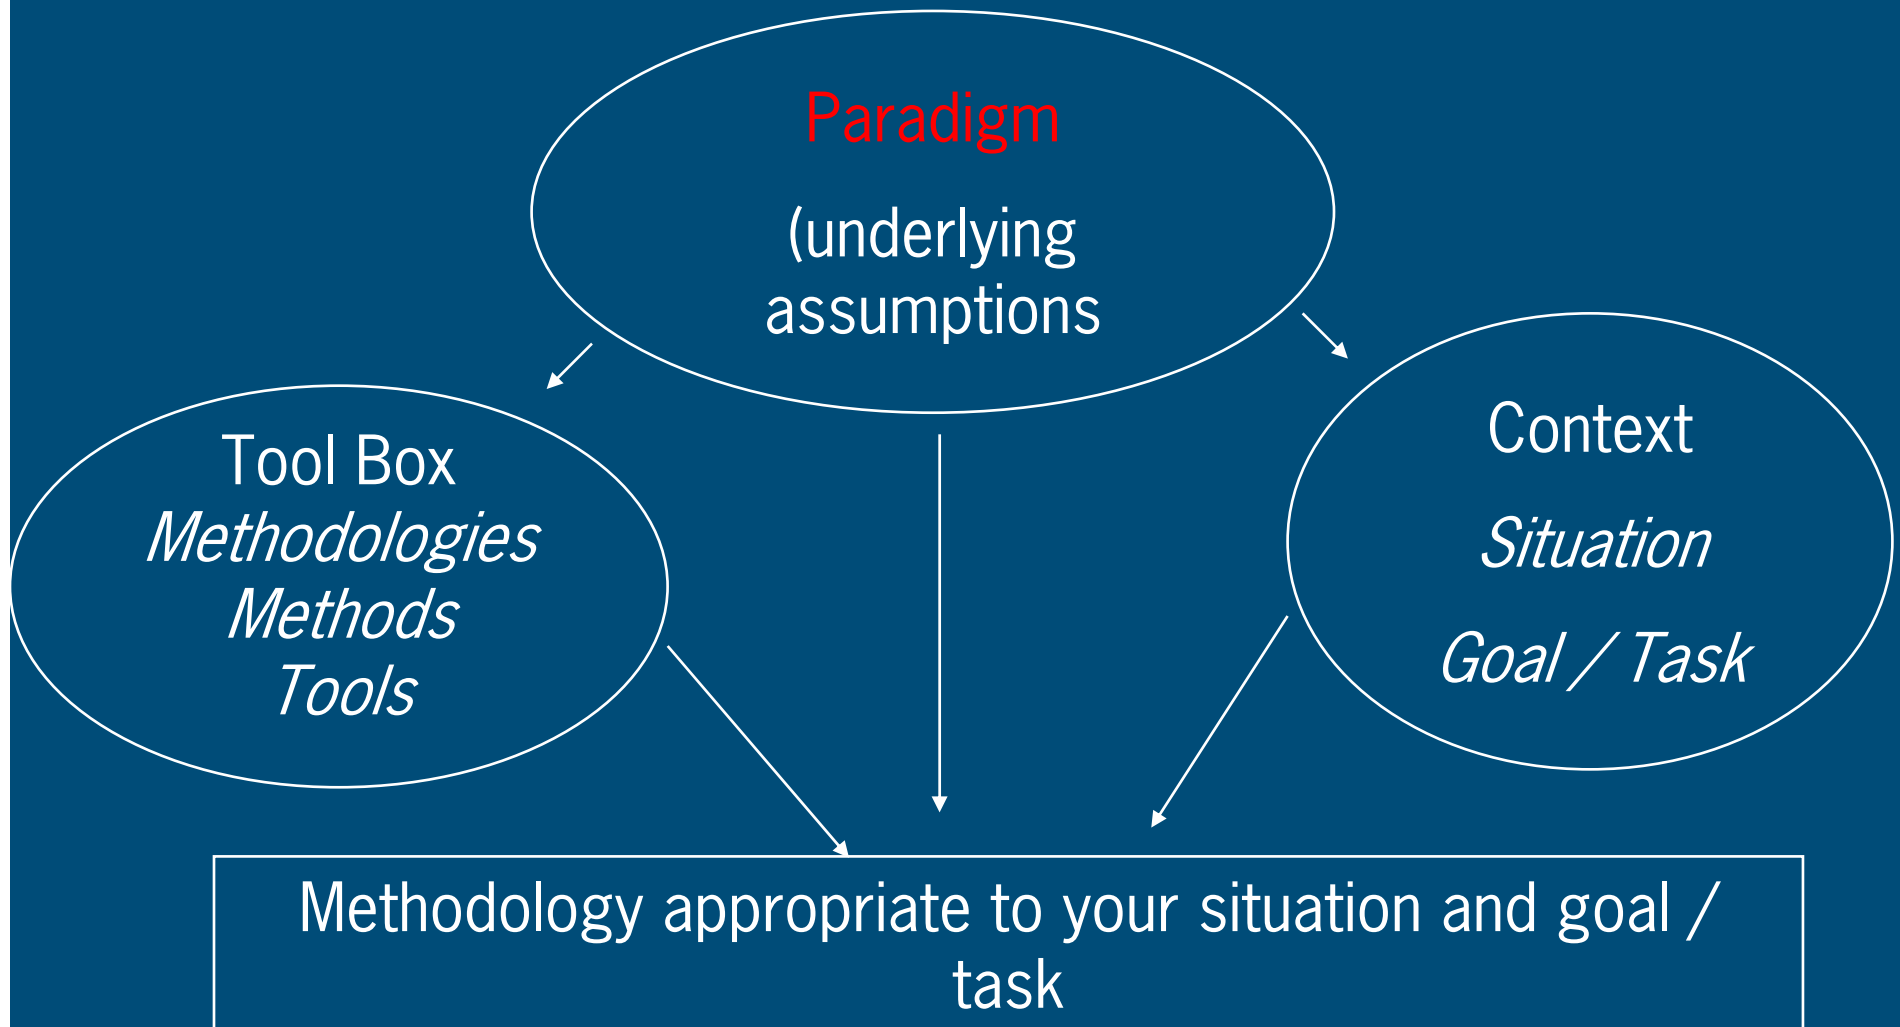 Paradigm
(underlying
assumptions
Tool Box
Methodologies
Methods
Tools
Context
Situation
Goal / Task
Methodology appropriate to your situation and goal /
task